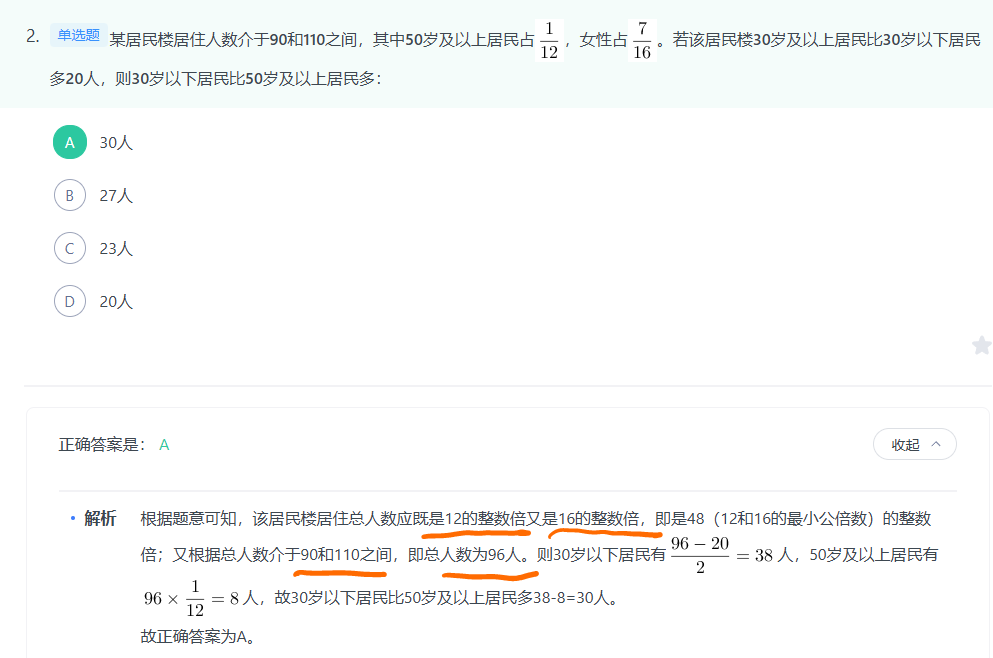 2. 单选题 某居民楼居住人数介于90和110之间，其中50岁及以上居民占1/12，女性占7/16。若该居民楼30岁及以上居民比30岁以下居民
多20人，则30岁以下居民比50岁及以上居民多：
A 30人
B 27人
C 23人
D 20人
正确答案是： A
收起
• 解析 根据题意可知，该居民楼居住总人数应既是12的整数倍又是16的整数倍，即是48（12和16的最小公倍数）的整数
倍；又根据总人数介于90和110之间，即总人数为96人。则30岁以下居民有 (96 − 20)/2 = 38 人，50岁及以上居民有
96 × 1/12 = 8 人，故30岁以下居民比50岁及以上居民多38-8=30人。
故正确答案为A。